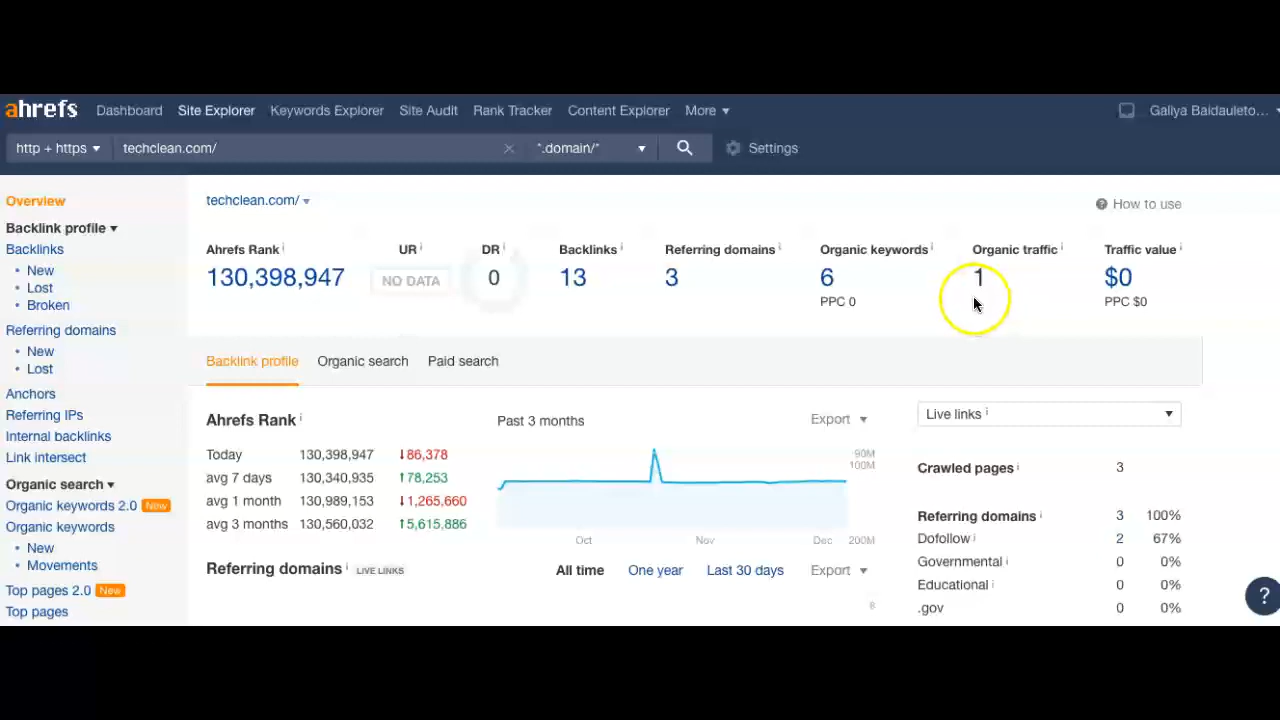 ahrefs Dashboard Site Explorer Keywords Explorer Site Audit Rank Tracker Content Explorer More Galiya Baidauleto...
http + https techclean.com/ *.domain/* Settings
Overview
Backlink profile
Backlinks
New
Lost
Broken
Referring domains
New
Lost
Anchors
Referring IPs
Internal backlinks
Link intersect
Organic search
Organic keywords 2.0 New
Organic keywords
New
Movements
Top pages 2.0 New
Top pages
techclean.com/ How to use
Ahrefs Rank UR DR Backlinks Referring domains Organic keywords Organic traffic Traffic value
130,398,947 NO DATA 0 13 3 6 1 $0
PPC 0 PPC $0
Backlink profile Organic search Paid search
Ahrefs Rank Past 3 months Export
Today 130,398,947 ↓86,378
avg 7 days 130,340,935 ↑78,253
avg 1 month 130,989,153 ↓1,265,660
avg 3 months 130,560,032 ↑5,615,886
90M
100M
200M
Oct Nov Dec
Referring domains LIVE LINKS All time One year Last 30 days Export
8
Live links
Crawled pages 3
Referring domains 3 100%
Dofollow 2 67%
Governmental 0 0%
Educational 0 0%
.gov 0 0%
?